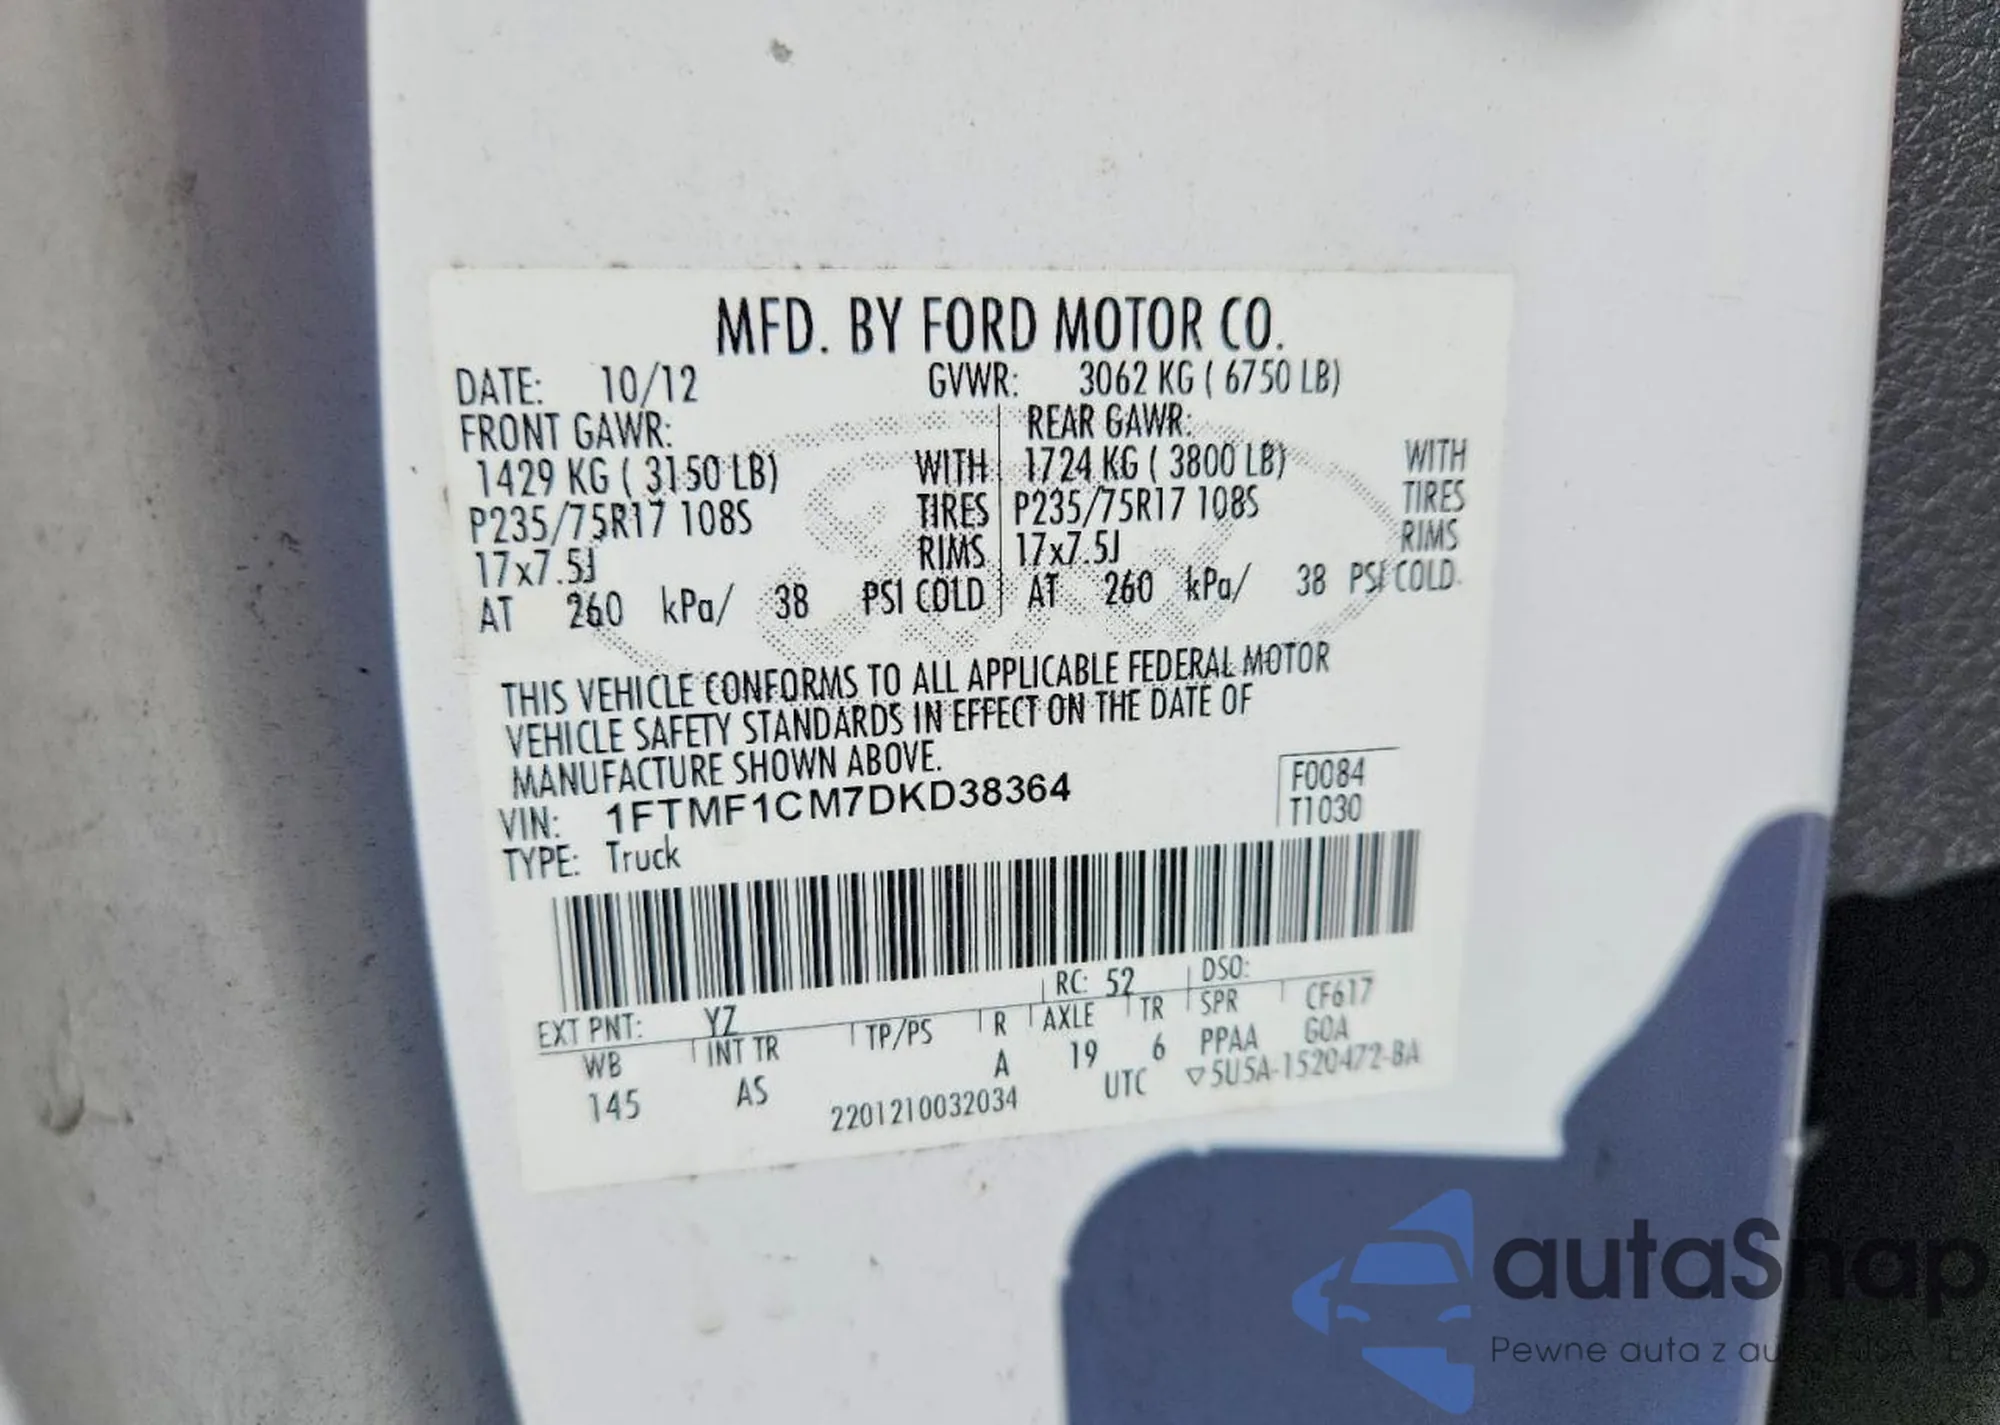 MFD. BY FORD MOTOR CO.
DATE: 10/12 GVWR: 3062 KG ( 6750 LB)
FRONT GAWR: REAR GAWR:
1429 KG ( 3150 LB) WITH 1724 KG ( 3800 LB) WITH
P235/75R17 108S TIRES P235/75R17 108S TIRES
17x7.5J RIMS 17x7.5J RIMS
AT 260 kPa/ 38 PSI COLD AT 260 kPa/ 38 PSI COLD
THIS VEHICLE CONFORMS TO ALL APPLICABLE FEDERAL MOTOR
VEHICLE SAFETY STANDARDS IN EFFECT ON THE DATE OF
MANUFACTURE SHOWN ABOVE.
VIN: 1FTMF1CM7DKD38364 F0084
TYPE: Truck T1030
RC: 52 DSO:
EXT PNT: YZ CF617
WB INT TR TP/PS R AXLE TR SPR GOA
145 AS A 19 6 PPAA
2201210032034 UTC ▽5U5A-1520472-BA
autaSnap
Pewne auta z